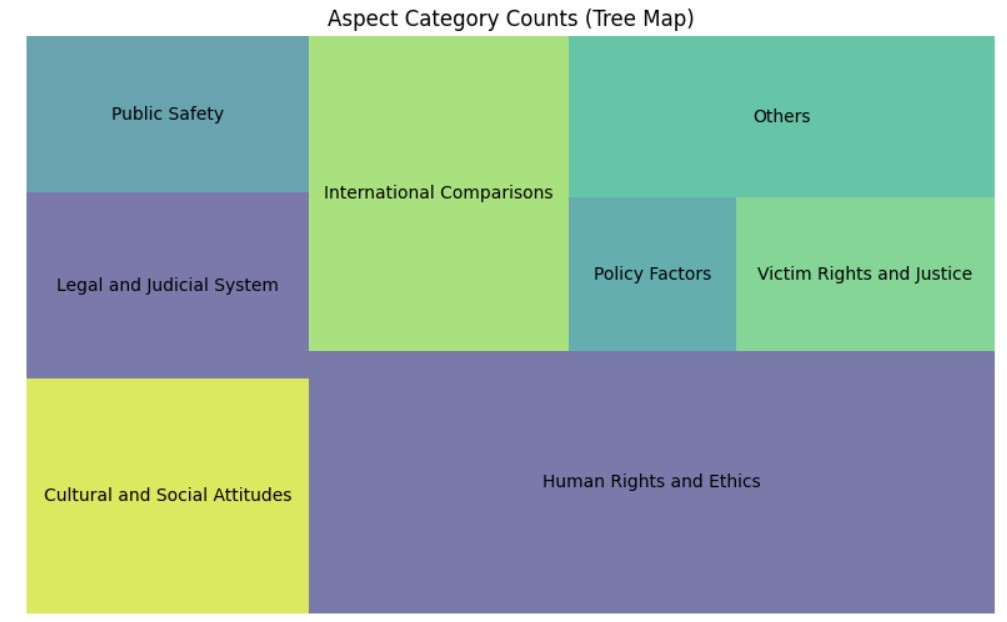 Aspect Category Counts (Tree Map)
Public Safety
International Comparisons
Others
Legal and Judicial System
Policy Factors
Victim Rights and Justice
Cultural and Social Attitudes
Human Rights and Ethics